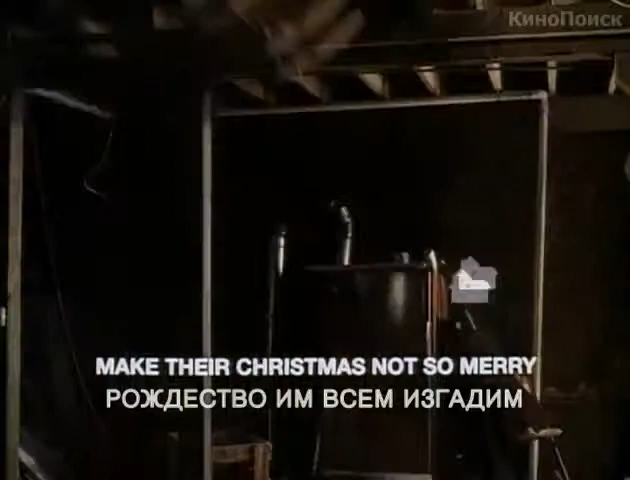 КиноПоиск
MAKE THEIR CHRISTMAS NOT SO MERRY
РОЖДЕСТВО ИМ ВСЕМ ИЗГАДИМ